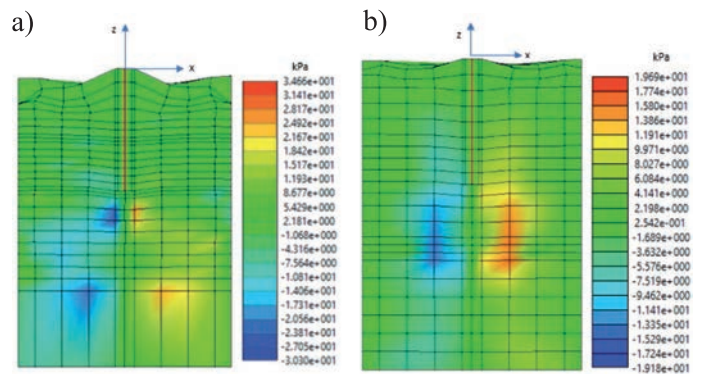 a)
z
x
kPa
3.466e+001
3.141e+001
2.817e+001
2.492e+001
2.167e+001
1.842e+001
1.517e+001
1.193e+001
8.677e+000
5.429e+000
2.181e+000
-1.068e+000
-4.316e+000
-7.564e+000
-1.081e+001
-1.406e+001
-1.731e+001
-2.056e+001
-2.381e+001
-2.705e+001
-3.030e+001
b)
z
x
kPa
1.969e+001
1.774e+001
1.580e+001
1.386e+001
1.191e+001
9.971e+000
8.027e+000
6.084e+000
4.141e+000
2.198e+000
2.542e-001
-1.689e+000
-3.632e+000
-5.576e+000
-7.519e+000
-9.462e+000
-1.141e+001
-1.335e+001
-1.529e+001
-1.724e+001
-1.918e+001